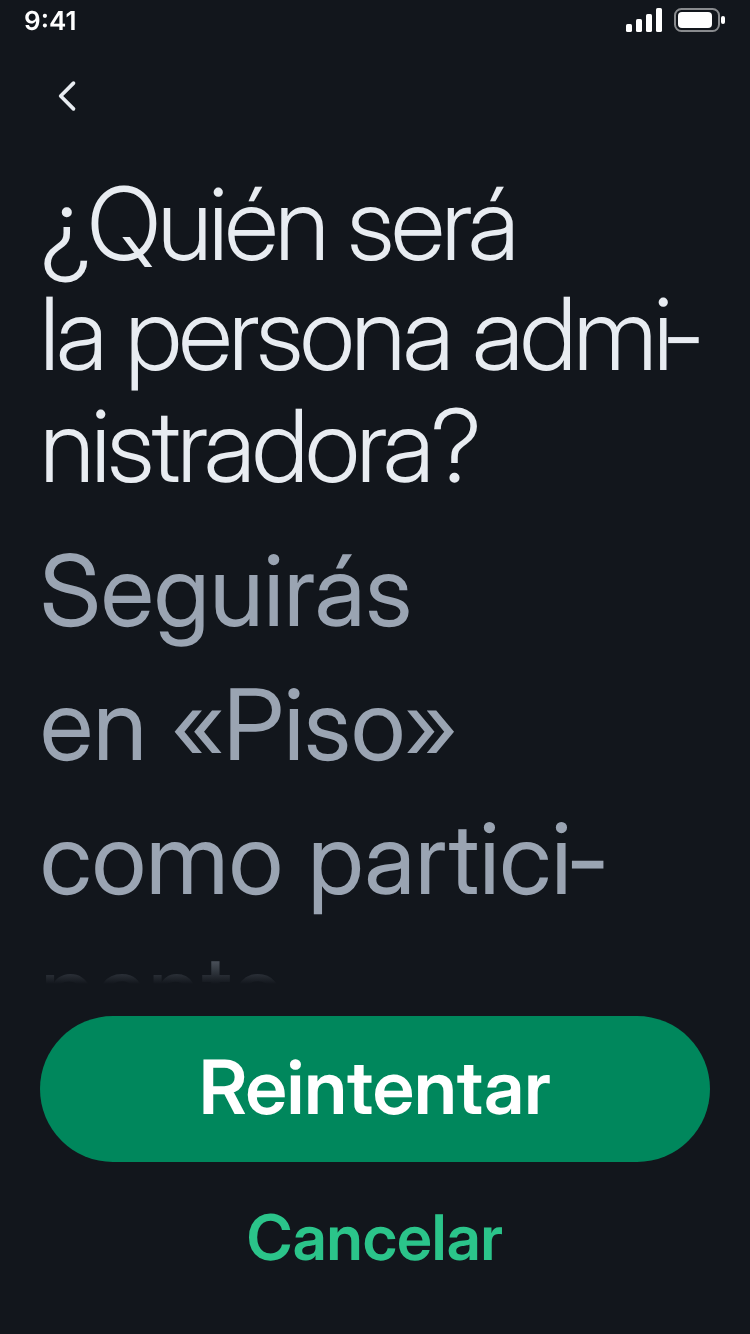 9:41
¿Quién será
la persona admi-
nistradora?
Seguirás
en «Piso»
como partici-
Reintentar
Cancelar